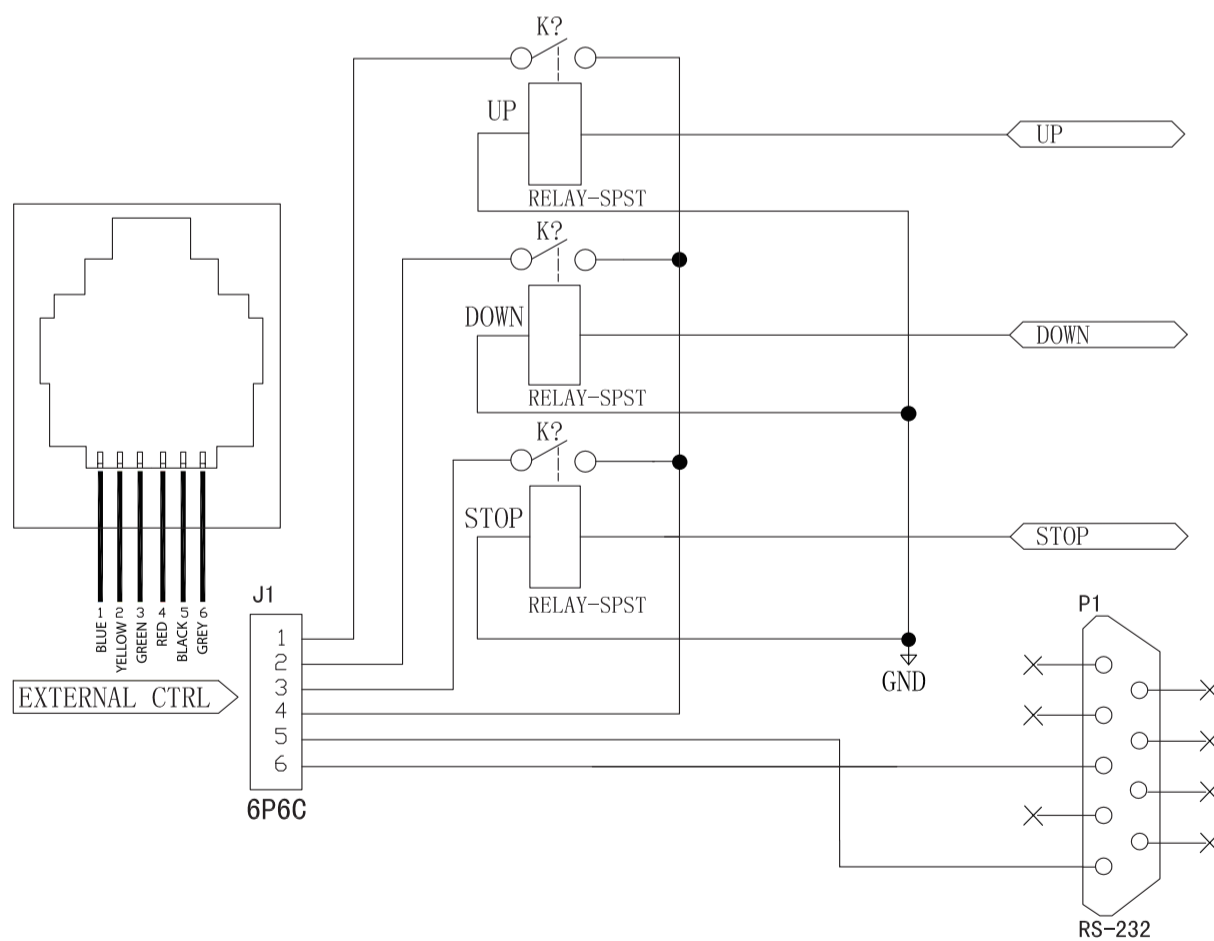 K?
UP
RELAY-SPST
UP
K?
DOWN
RELAY-SPST
DOWN
K?
STOP
RELAY-SPST
STOP
1 2 3 4 5 6
BLUE
YELLOW
GREEN
RED
BLACK
GREY
EXTERNAL CTRL
J1
1
2
3
4
5
6
6P6C
GND
P1
RS-232